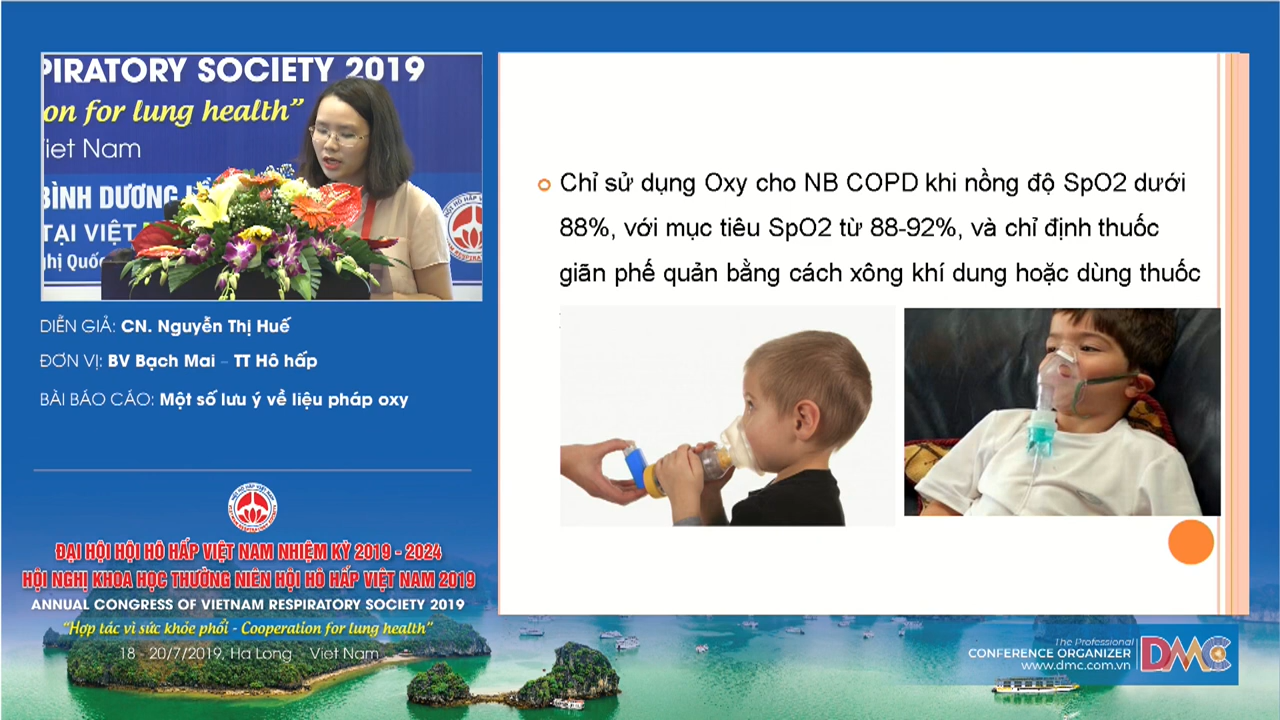 PIRATORY SOCIETY 2019
on for lung health”
iet Nam
BÌNH DƯƠNG
TẠI VIỆT
ghị Quốc
DIỄN GIẢ: CN. Nguyễn Thị Huế
ĐƠN VỊ: BV Bạch Mai – TT Hô hấp
BÀI BÁO CÁO: Một số lưu ý về liệu pháp oxy
ĐẠI HỘI HỘI HÔ HẤP VIỆT NAM NHIỆM KỲ 2019 - 2024
HỘI NGHỊ KHOA HỌC THƯỜNG NIÊN HỘI HÔ HẤP VIỆT NAM 2019
ANNUAL CONGRESS OF VIETNAM RESPIRATORY SOCIETY 2019
“Hợp tác vì sức khỏe phổi - Cooperation for lung health”
18 - 20/7/2019, Ha Long Viet Nam
Chỉ sử dụng Oxy cho NB COPD khi nồng độ SpO2 dưới
88%, với mục tiêu SpO2 từ 88-92%, và chỉ định thuốc
giãn phế quản bằng cách xông khí dung hoặc dùng thuốc
The Professional
CONFERENCE ORGANIZER
www.dmc.com.vn
DMC